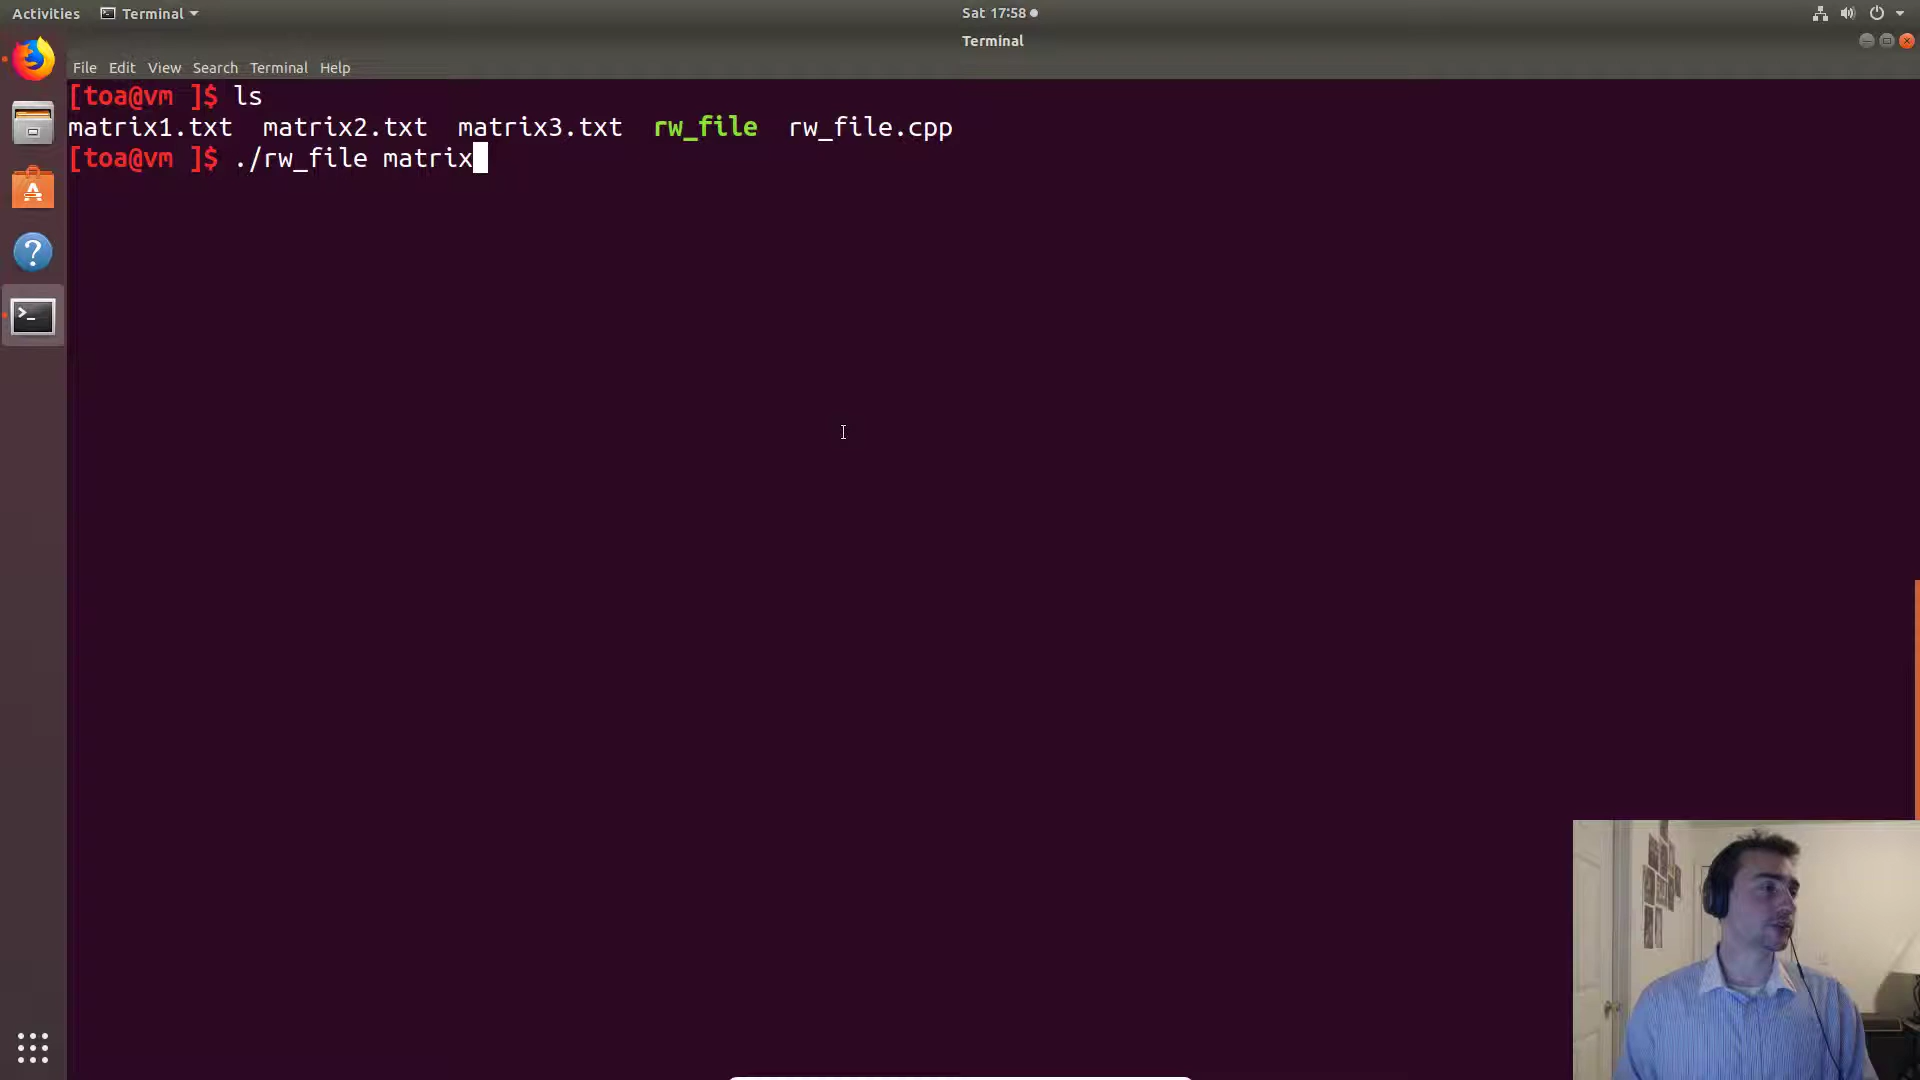 Activities Terminal Sat 17:58
Terminal
File Edit View Search Terminal Help
[toa@vm ]$ ls
matrix1.txt matrix2.txt matrix3.txt rw_file rw_file.cpp
[toa@vm ]$ ./rw_file matrix